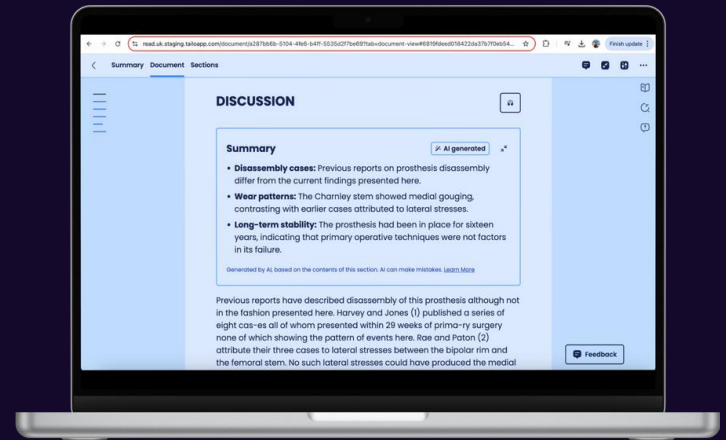 read.uk.staging.tailoapp.com/document/a287bb6b-5104-4fe6-b4ff-5535d2f7be69?tab=document-view#6819fdeed018422da37b7f0eb54...
Finish update
Summary Document Sections
DISCUSSION
Summary
AI generated
• Disassembly cases: Previous reports on prosthesis disassembly
differ from the current findings presented here.
• Wear patterns: The Charnley stem showed medial gouging,
contrasting with earlier cases attributed to lateral stresses.
• Long-term stability: The prosthesis had been in place for sixteen
years, indicating that primary operative techniques were not factors
in its failure.
Generated by AI, based on the contents of this section. AI can make mistakes. Learn More
Previous reports have described disassembly of this prosthesis although not
in the fashion presented here. Harvey and Jones (1) published a series of
eight cas-es all of whom presented within 29 weeks of prima-ry surgery
none of which showing the pattern of events here. Rae and Paton (2)
attribute their three cases to lateral stresses between the bipolar rim and
the femoral stem. No such lateral stresses could have produced the medial
Feedback